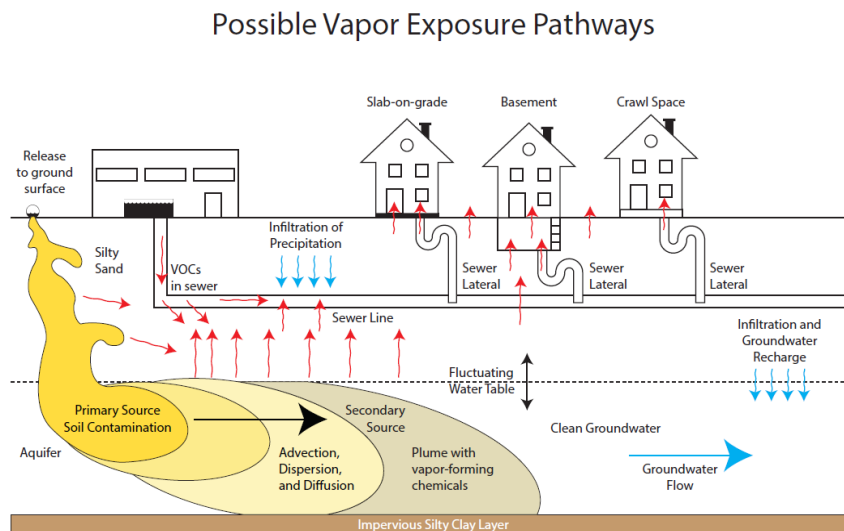 Possible Vapor Exposure Pathways
Slab-on-grade
Basement
Crawl Space
Release
to ground
surface
Silty
Sand
VOCs
in sewer
Infiltration of
Precipitation
Sewer
Lateral
Sewer
Lateral
Sewer
Lateral
Sewer Line
Infiltration and
Groundwater
Recharge
Fluctuating
Water Table
Primary Source
Soil Contamination
Secondary
Source
Aquifer
Advection,
Dispersion,
and Diffusion
Plume with
vapor-forming
chemicals
Clean Groundwater
Groundwater
Flow
Impervious Silty Clay Layer